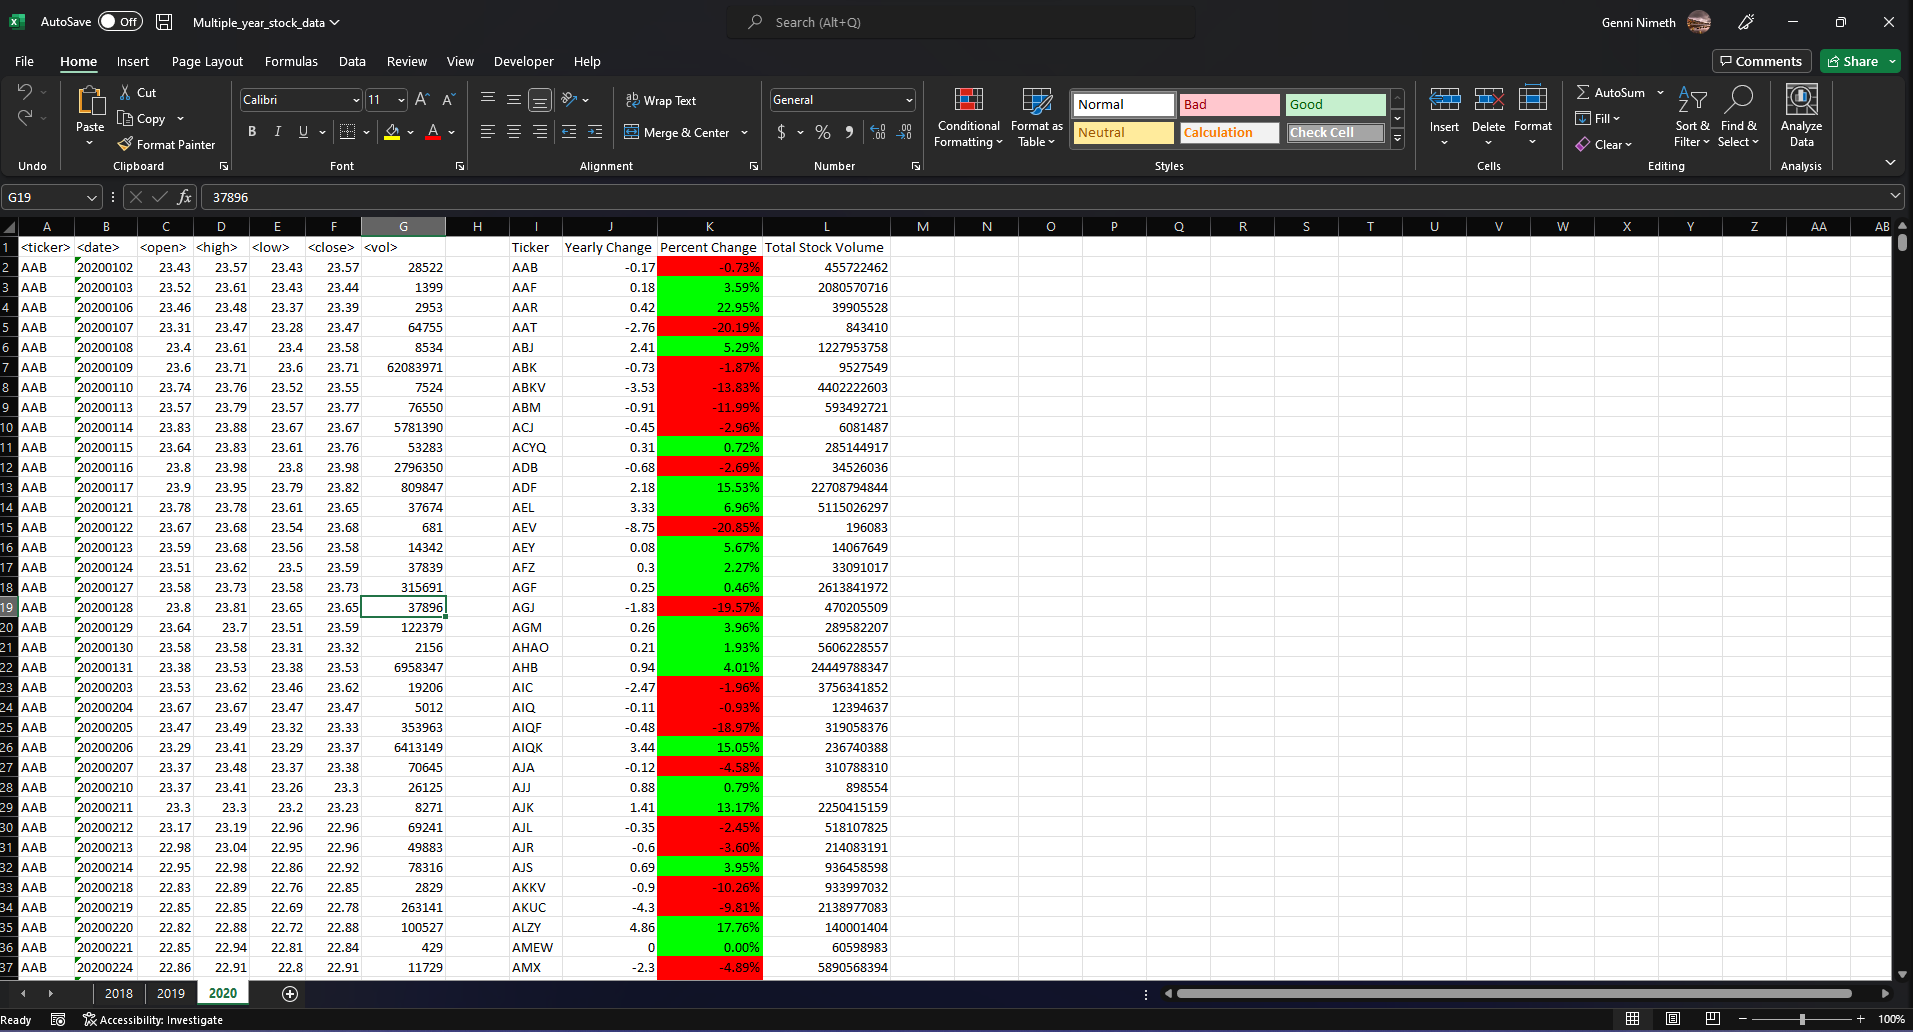 AutoSave Off Multiple_year_stock_data Search (Alt+Q) Genni Nimeth
File Home Insert Page Layout Formulas Data Review View Developer Help Comments Share
Paste Cut Copy Format Painter
Calibri 11 A^ A˅ B I U A
ab Wrap Text Merge & Center
General $ % 9 .00
Conditional Formatting Format as Table
Normal Bad Good
Neutral Calculation Check Cell
Insert Delete Format
AutoSum Fill Clear Sort & Filter Find & Select Analyze Data
Undo Clipboard Font Alignment Number Styles Cells Editing Analysis
G19 fx 37896
A B C D E F G H I J K L M N O P Q R S T U V W X Y Z AA AB
1 <ticker> <date> <open> <high> <low> <close> <vol> Ticker Yearly Change Percent Change Total Stock Volume
2 AAB 20200102 23.43 23.57 23.43 23.57 28522 AAB -0.17 -0.73% 455722462
3 AAB 20200103 23.52 23.61 23.43 23.44 1399 AAF 0.18 3.59% 2080570716
4 AAB 20200106 23.46 23.48 23.37 23.39 2953 AAR 0.42 22.95% 39905528
5 AAB 20200107 23.31 23.47 23.28 23.47 64755 AAT -2.76 -20.19% 843410
6 AAB 20200108 23.4 23.61 23.4 23.58 8534 ABJ 2.41 5.29% 1227953758
7 AAB 20200109 23.6 23.71 23.6 23.71 62083971 ABK -0.73 -1.87% 9527549
8 AAB 20200110 23.74 23.76 23.52 23.55 7524 ABKV -3.53 -13.83% 4402222603
9 AAB 20200113 23.57 23.79 23.57 23.77 76550 ABM -0.91 -11.99% 593492721
10 AAB 20200114 23.83 23.88 23.67 23.67 5781390 ACJ -0.45 -2.96% 6081487
11 AAB 20200115 23.64 23.83 23.61 23.76 53283 ACYQ 0.31 0.72% 285144917
12 AAB 20200116 23.8 23.98 23.8 23.98 2796350 ADB -0.68 -2.69% 34526036
13 AAB 20200117 23.9 23.95 23.79 23.82 809847 ADF 2.18 15.53% 22708794844
14 AAB 20200121 23.78 23.78 23.61 23.65 37674 AEL 3.33 6.96% 5115026297
15 AAB 20200122 23.67 23.68 23.54 23.68 681 AEV -8.75 -20.85% 196083
16 AAB 20200123 23.59 23.68 23.56 23.58 14342 AEY 0.08 5.67% 14067649
17 AAB 20200124 23.51 23.62 23.5 23.59 37839 AFZ 0.3 2.27% 33091017
18 AAB 20200127 23.58 23.73 23.58 23.73 315691 AGF 0.25 0.46% 2613841972
19 AAB 20200128 23.8 23.81 23.65 23.65 37896 AGJ -1.83 -19.57% 470205509
20 AAB 20200129 23.64 23.7 23.51 23.59 122379 AGM 0.26 3.96% 289582207
21 AAB 20200130 23.58 23.58 23.31 23.32 2156 AHAO 0.21 1.93% 5606228557
22 AAB 20200131 23.38 23.53 23.38 23.53 6958347 AHB 0.94 4.01% 24449788347
23 AAB 20200203 23.53 23.62 23.46 23.62 19206 AIC -2.47 -1.96% 3756341852
24 AAB 20200204 23.67 23.67 23.47 23.47 5012 AIQ -0.11 -0.93% 12394637
25 AAB 20200205 23.47 23.49 23.32 23.33 353963 AIQF -0.48 -18.97% 319058376
26 AAB 20200206 23.29 23.41 23.29 23.37 6413149 AIQK 3.44 15.05% 236740388
27 AAB 20200207 23.37 23.48 23.37 23.38 70645 AJA -0.12 -4.58% 310788310
28 AAB 20200210 23.37 23.41 23.26 23.3 26125 AJJ 0.88 0.79% 898554
29 AAB 20200211 23.3 23.3 23.2 23.23 8271 AJK 1.41 13.17% 2250415159
30 AAB 20200212 23.17 23.19 22.96 22.96 69241 AJL -0.35 -2.45% 518107825
31 AAB 20200213 22.98 23.04 22.95 22.96 49883 AJR -0.6 -3.60% 214083191
32 AAB 20200214 22.95 22.98 22.86 22.92 78316 AJS 0.69 3.95% 936458598
33 AAB 20200218 22.83 22.89 22.76 22.85 2829 AKKV -0.9 -10.26% 933997032
34 AAB 20200219 22.85 22.85 22.69 22.78 263141 AKUC -4.3 -9.81% 2138977083
35 AAB 20200220 22.82 22.88 22.72 22.88 100527 ALZY 4.86 17.76% 140001404
36 AAB 20200221 22.85 22.94 22.81 22.84 429 AMEW 0 0.00% 60598983
37 AAB 20200224 22.86 22.91 22.8 22.91 11729 AMX -2.3 -4.89% 5890568394
2018 2019 2020
Ready Accessibility: Investigate 100%